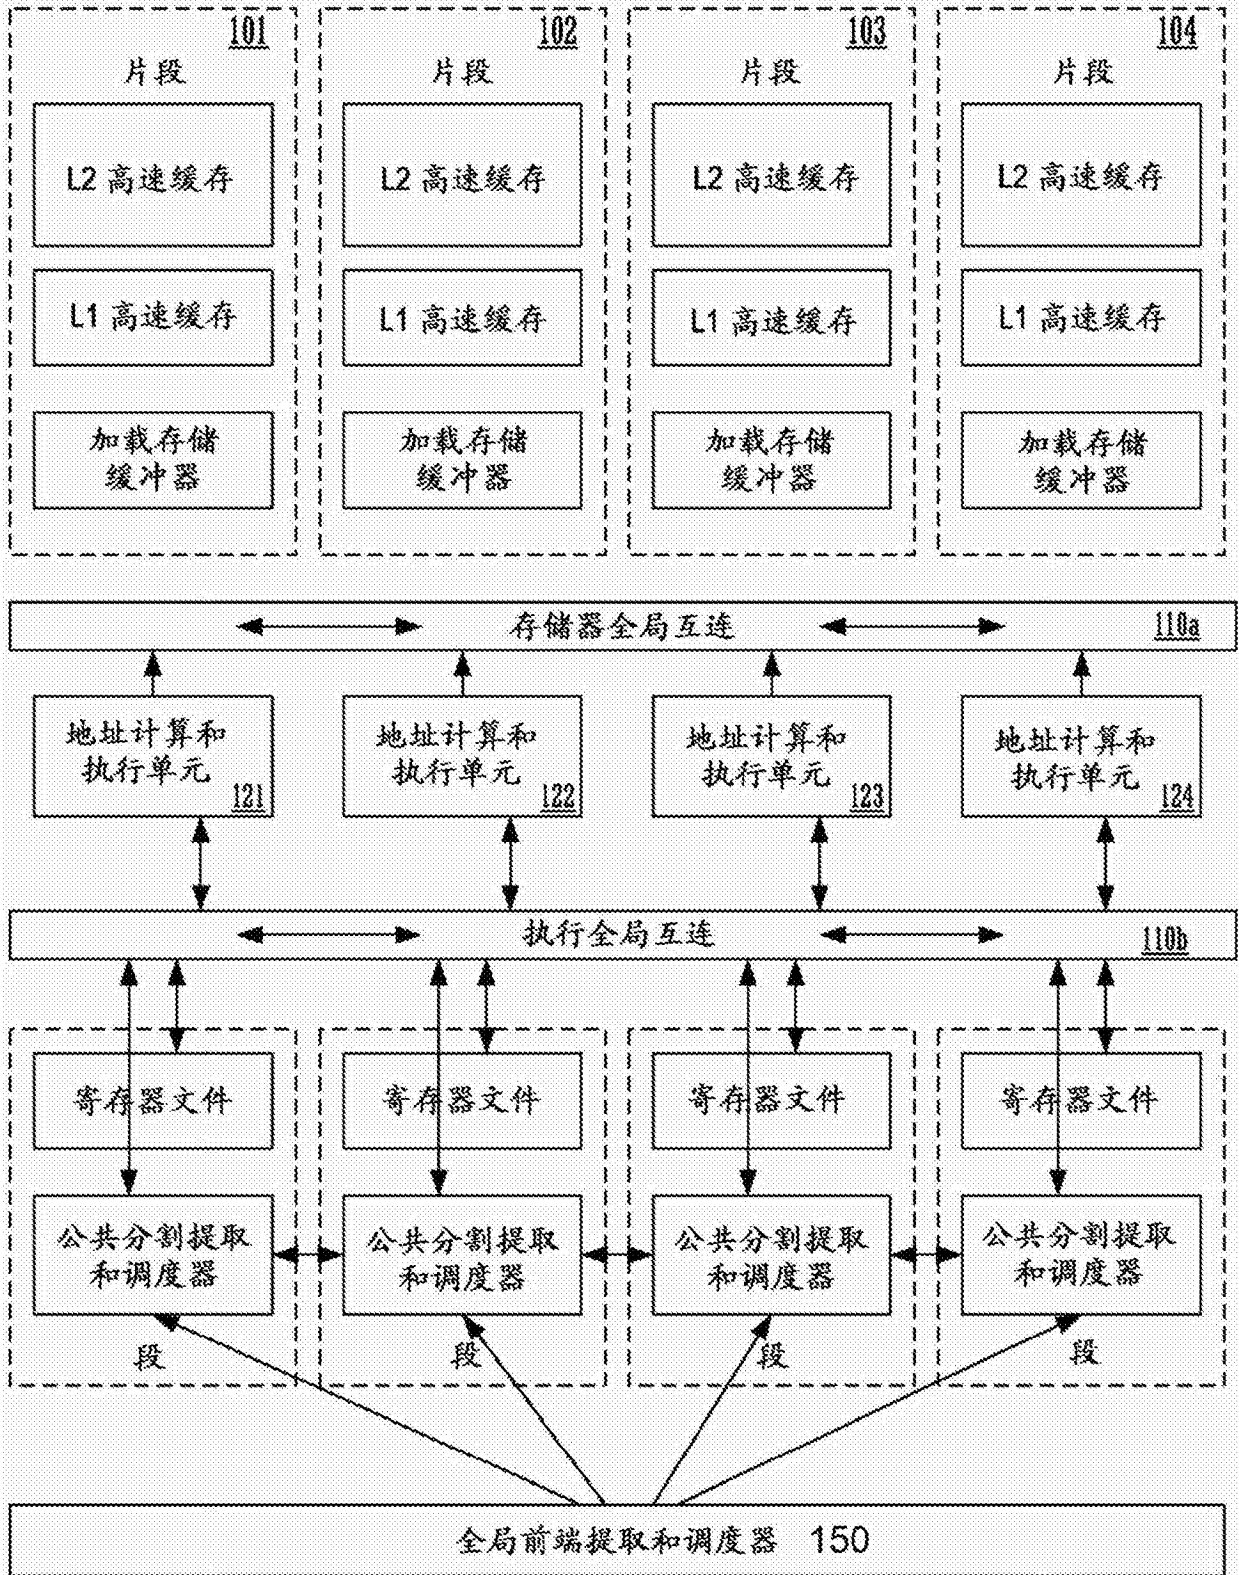 101 102 103 104
片段 片段 片段 片段
L2 高速缓存 L2 高速缓存 L2 高速缓存 L2 高速缓存
L1 高速缓存 L1 高速缓存 L1 高速缓存 L1 高速缓存
加载存储 加载存储 加载存储 加载存储
缓冲器 缓冲器 缓冲器 缓冲器
存储器全局互连 110a
地址计算和 地址计算和 地址计算和 地址计算和
执行单元 执行单元 执行单元 执行单元
121 122 123 124
执行全局互连 110b
寄存器文件 寄存器文件 寄存器文件 寄存器文件
公共分割提取 公共分割提取 公共分割提取 公共分割提取
和调度器 和调度器 和调度器 和调度器
段 段 段 段
全局前端提取和调度器 150